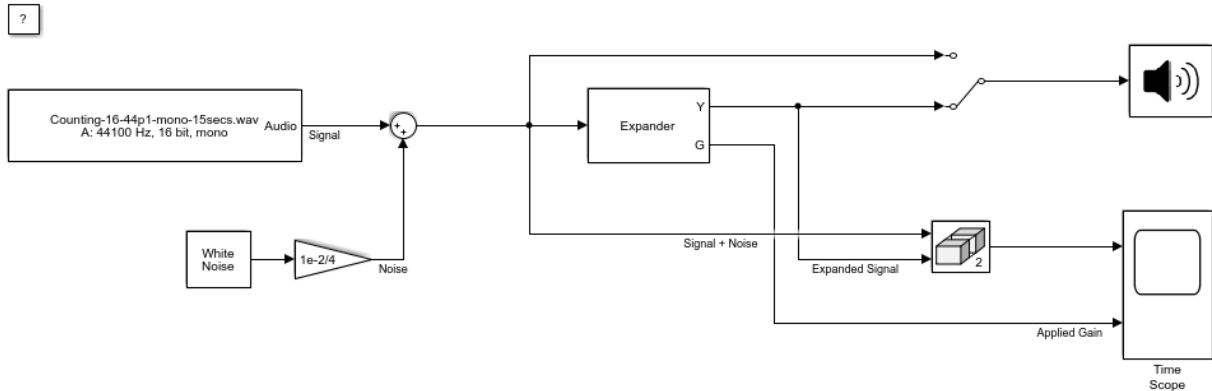 ?
Counting-16-44p1-mono-15secs.wav
A: 44100 Hz, 16 bit, mono
Audio
Signal
+
+
Expander
Y
G
White
Noise
1e-2/4
Noise
Signal + Noise
Expanded Signal
2
Applied Gain
Time
Scope